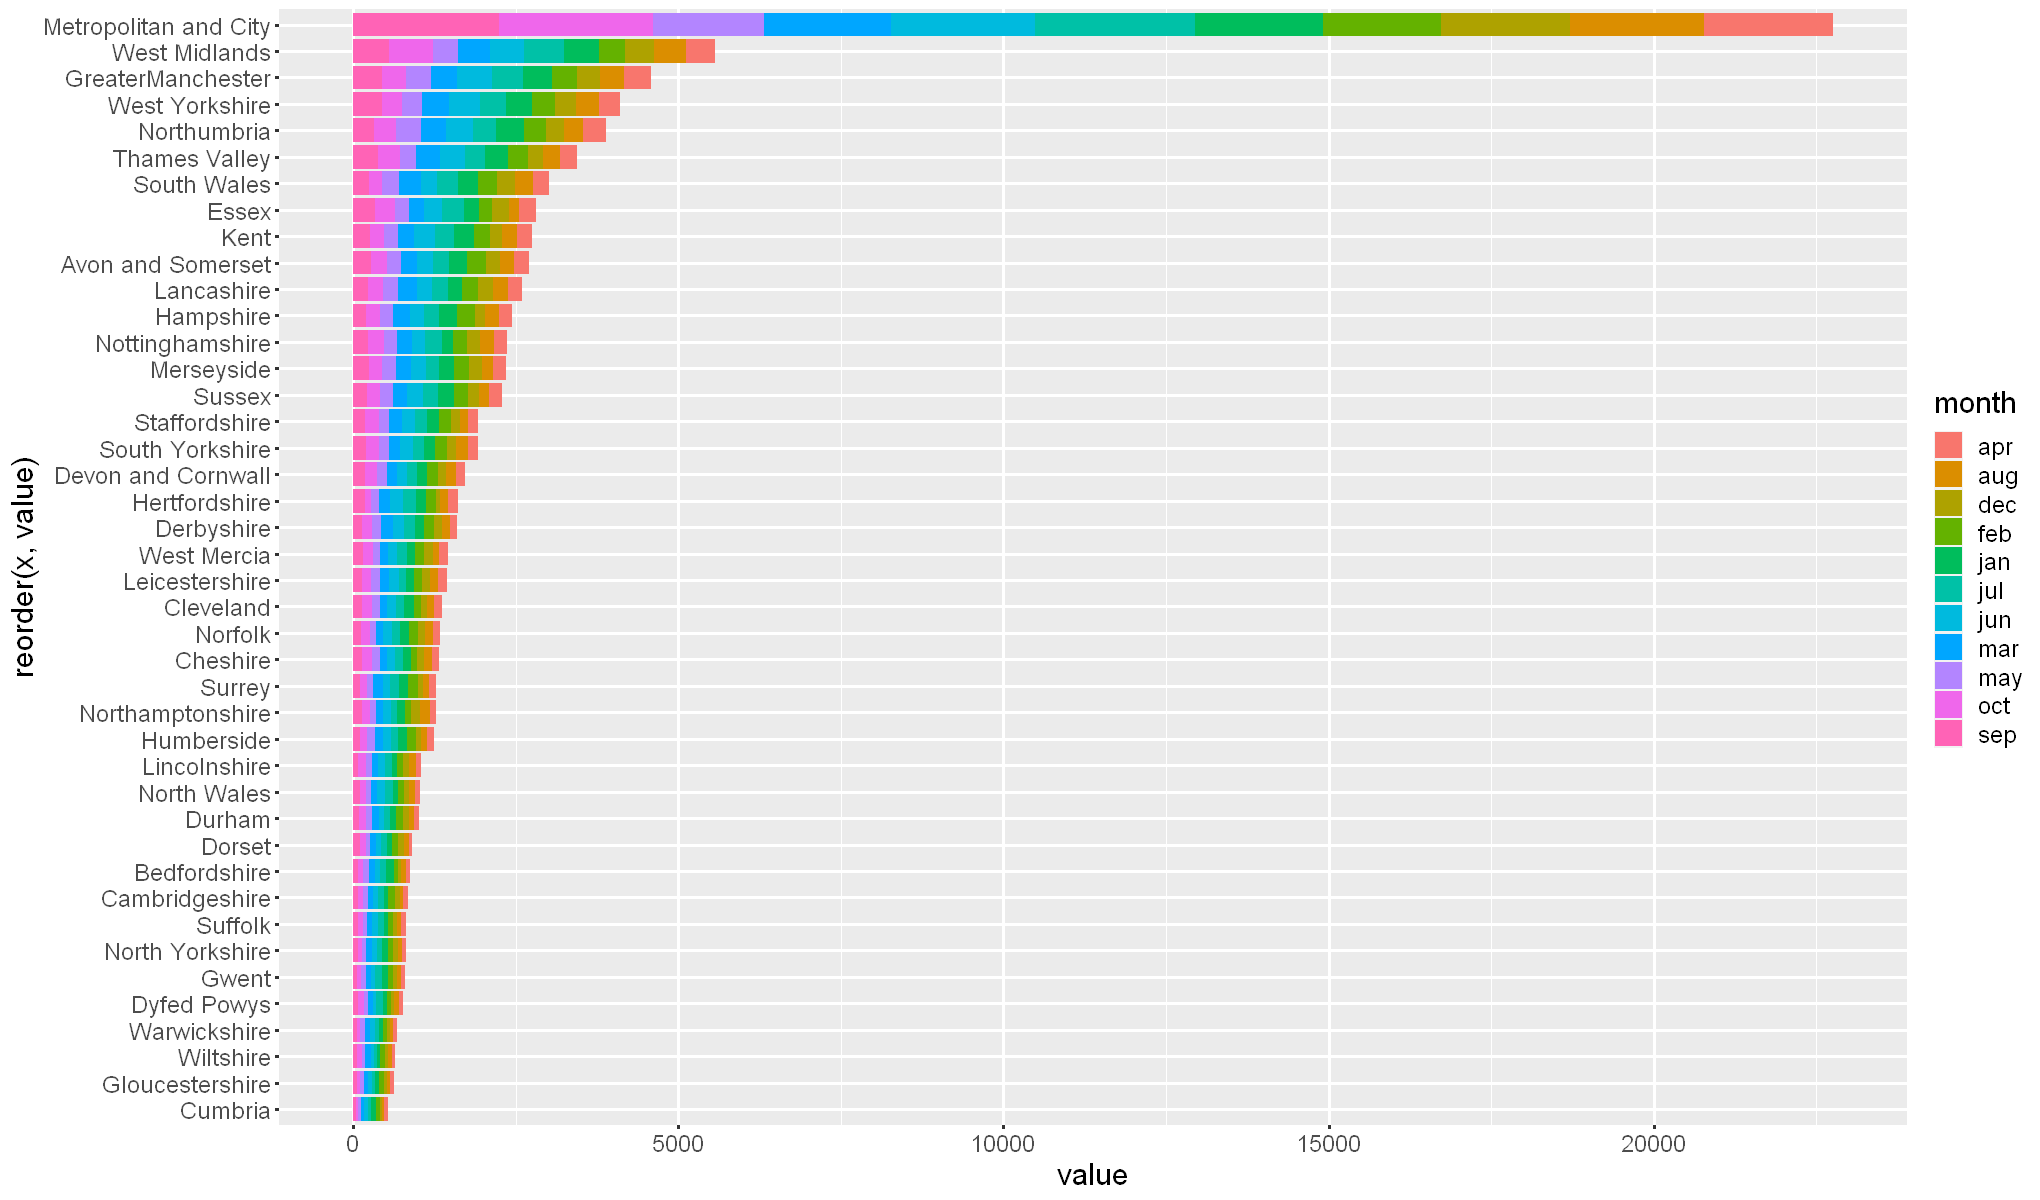 Metropolitan and City
West Midlands
GreaterManchester
West Yorkshire
Northumbria
Thames Valley
South Wales
Essex
Kent
Avon and Somerset
Lancashire
Hampshire
Nottinghamshire
Merseyside
Sussex
Staffordshire
South Yorkshire
Devon and Cornwall
Hertfordshire
Derbyshire
West Mercia
Leicestershire
Cleveland
Norfolk
Cheshire
Surrey
Northamptonshire
Humberside
Lincolnshire
North Wales
Durham
Dorset
Bedfordshire
Cambridgeshire
Suffolk
North Yorkshire
Gwent
Dyfed Powys
Warwickshire
Wiltshire
Gloucestershire
Cumbria
reorder(x, value)
0 5000 10000 15000 20000
value
month
apr
aug
dec
feb
jan
jul
jun
mar
may
oct
sep